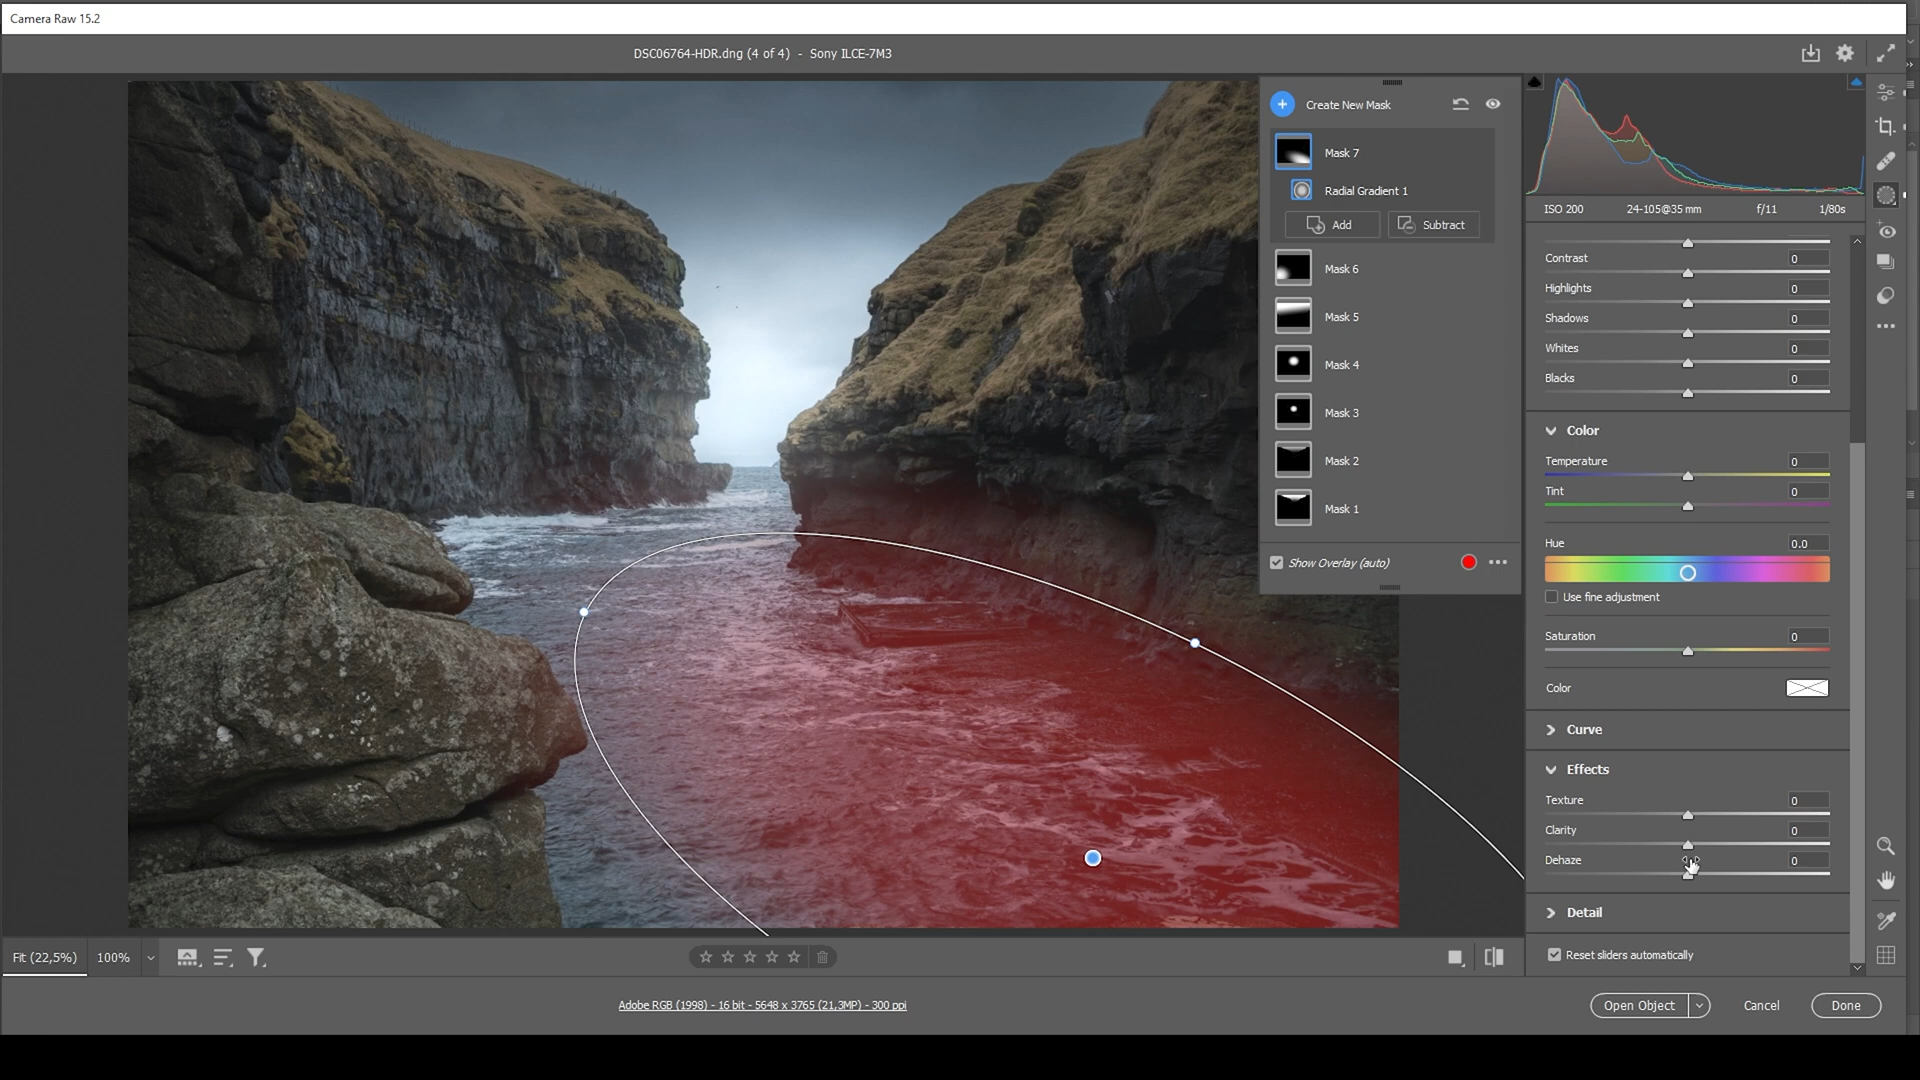 Camera Raw 15.2
DSC06764-HDR.dng (4 of 4) - Sony ILCE-7M3
Create New Mask
Mask 7
Radial Gradient 1
Add
Subtract
Mask 6
Mask 5
Mask 4
Mask 3
Mask 2
Mask 1
Show Overlay (auto)
ISO 200 24-105@35 mm f/11 1/80s
Contrast 0
Highlights 0
Shadows 0
Whites 0
Blacks 0
Color
Temperature 0
Tint 0
Hue 0.0
Use fine adjustment
Saturation 0
Color
Curve
Effects
Texture 0
Clarity 0
Dehaze 0
Detail
Reset sliders automatically
Fit (22,5%) 100%
Adobe RGB (1998) - 16 bit - 5648 x 3765 (21,3MP) - 300 ppi
Open Object Cancel Done